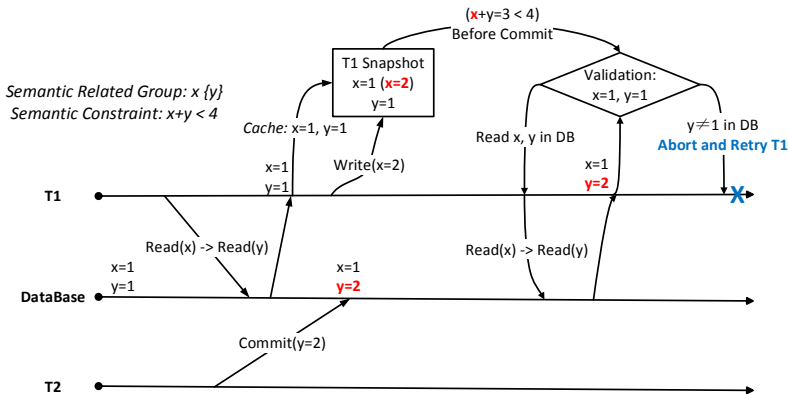 (x+y=3 < 4)
Before Commit
T1 Snapshot
x=1 (x=2)
y=1
Validation:
x=1, y=1
Semantic Related Group: x {y}
Semantic Constraint: x+y < 4
Cache: x=1, y=1
Read x, y in DB
y≠1 in DB
Abort and Retry T1
Write(x=2)
x=1
y=1
x=1
y=2
T1
X
Read(x) -> Read(y)
Read(x) -> Read(y)
x=1
y=1
x=1
y=2
DataBase
Commit(y=2)
T2